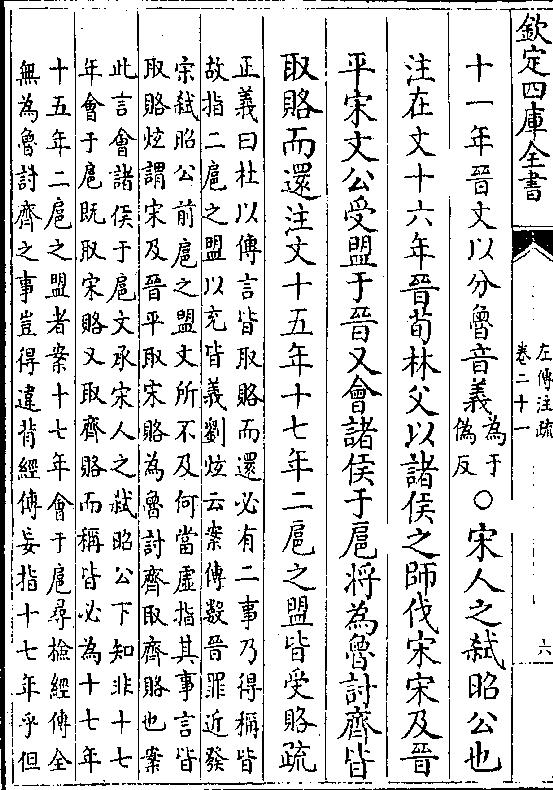 欽定四庫全書
左傳注疏
卷二十一
六
十一年晉文以分魯音義為于偽反○宋人之弑昭公也
注在文十六年晉荀林父以諸侯之師伐宋宋及晉
平宋文公受盟于晉又會諸侯于扈將為魯討齊皆
取賂而還注文十五年十七年二扈之盟皆受賂疏
正義曰杜以傳言皆取賂而還必有二事乃得稱皆
故指二扈之盟以充皆義劉炫云案傳數晉罪近發
宗弑昭公前扈之盟文所不及何當虛指其事言皆
取賂炫謂宋及晉平取宋賂為魯討齊取齊賂也案
此言會諸侯于扈文承宋人之弑昭公下知非十七
年會于扈既取宋賂又取齊賂而稱皆必為十七年
十五年二扈之盟者案十七年會于扈尋檢經傳全
無為魯討齊之事豈得違背經傳妄指十七年乎但